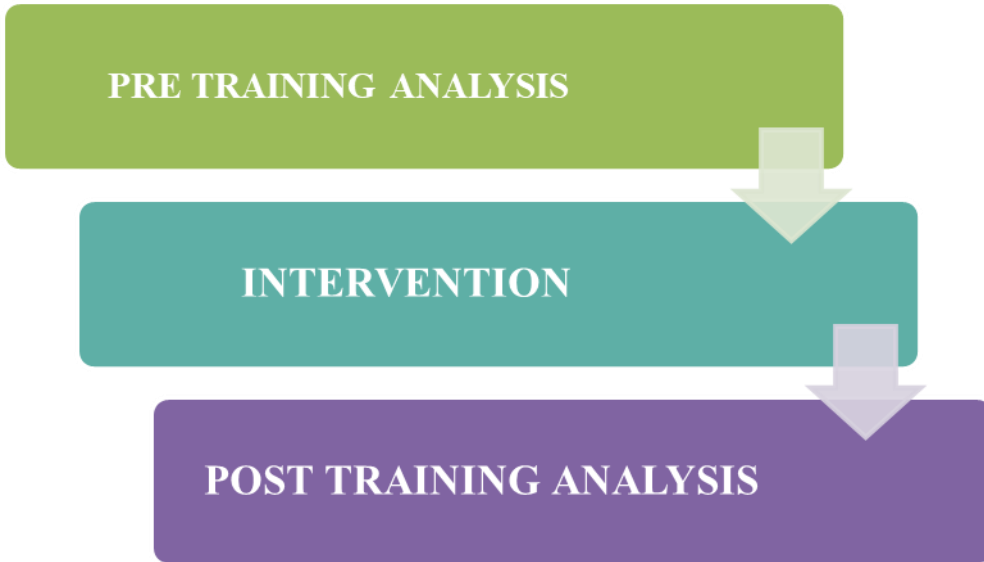 PRE TRAINING ANALYSIS
INTERVENTION
POST TRAINING ANALYSIS